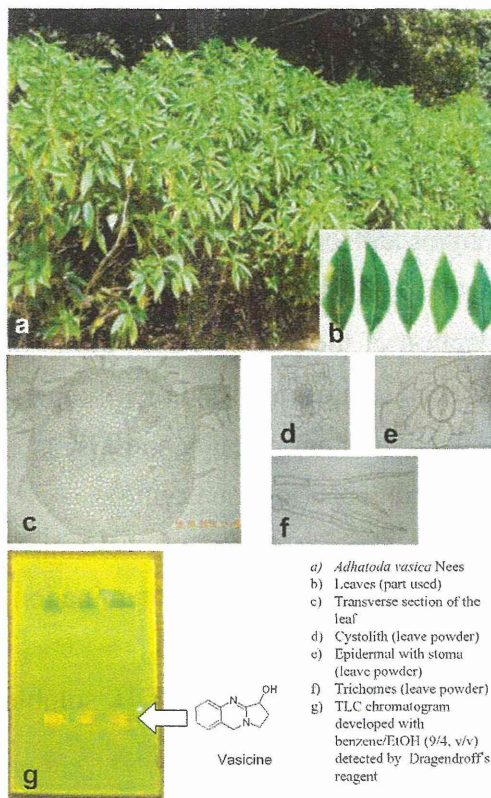 a
b
c
d
e
f
g
a) Adhatoda vasica Nees
b) Leaves (part used)
c) Transverse section of the
leaf
d) Cystolith (leave powder)
e) Epidermal with stoma
(leave powder)
f) Trichomes (leave powder)
g) TLC chromatogram
developed with
benzene/EtOH (9/4, v/v)
detected by Dragendroff's
reagent
OH
N
N
Vasicine